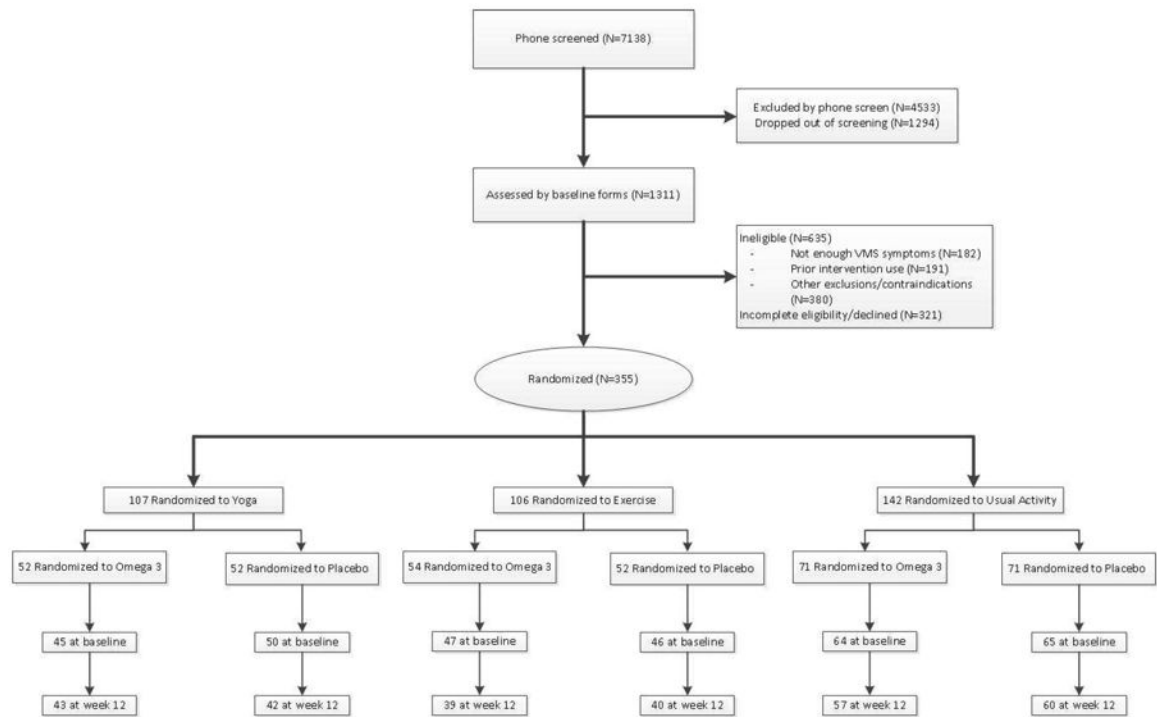 Phone screened (N=7138)
Excluded by phone screen (N=4533)
Dropped out of screening (N=1294)
Assessed by baseline forms (N=1311)
Ineligible (N=635)
- Not enough VMS symptoms (N=182)
- Prior intervention use (N=191)
- Other exclusions/contraindications
(N=380)
Incomplete eligibility/declined (N=321)
Randomized (N=355)
107 Randomized to Yoga
106 Randomized to Exercise
142 Randomized to Usual Activity
52 Randomized to Omega 3
52 Randomized to Placebo
54 Randomized to Omega 3
52 Randomized to Placebo
71 Randomized to Omega 3
71 Randomized to Placebo
45 at baseline
50 at baseline
47 at baseline
46 at baseline
64 at baseline
65 at baseline
43 at week 12
42 at week 12
39 at week 12
40 at week 12
57 at week 12
60 at week 12